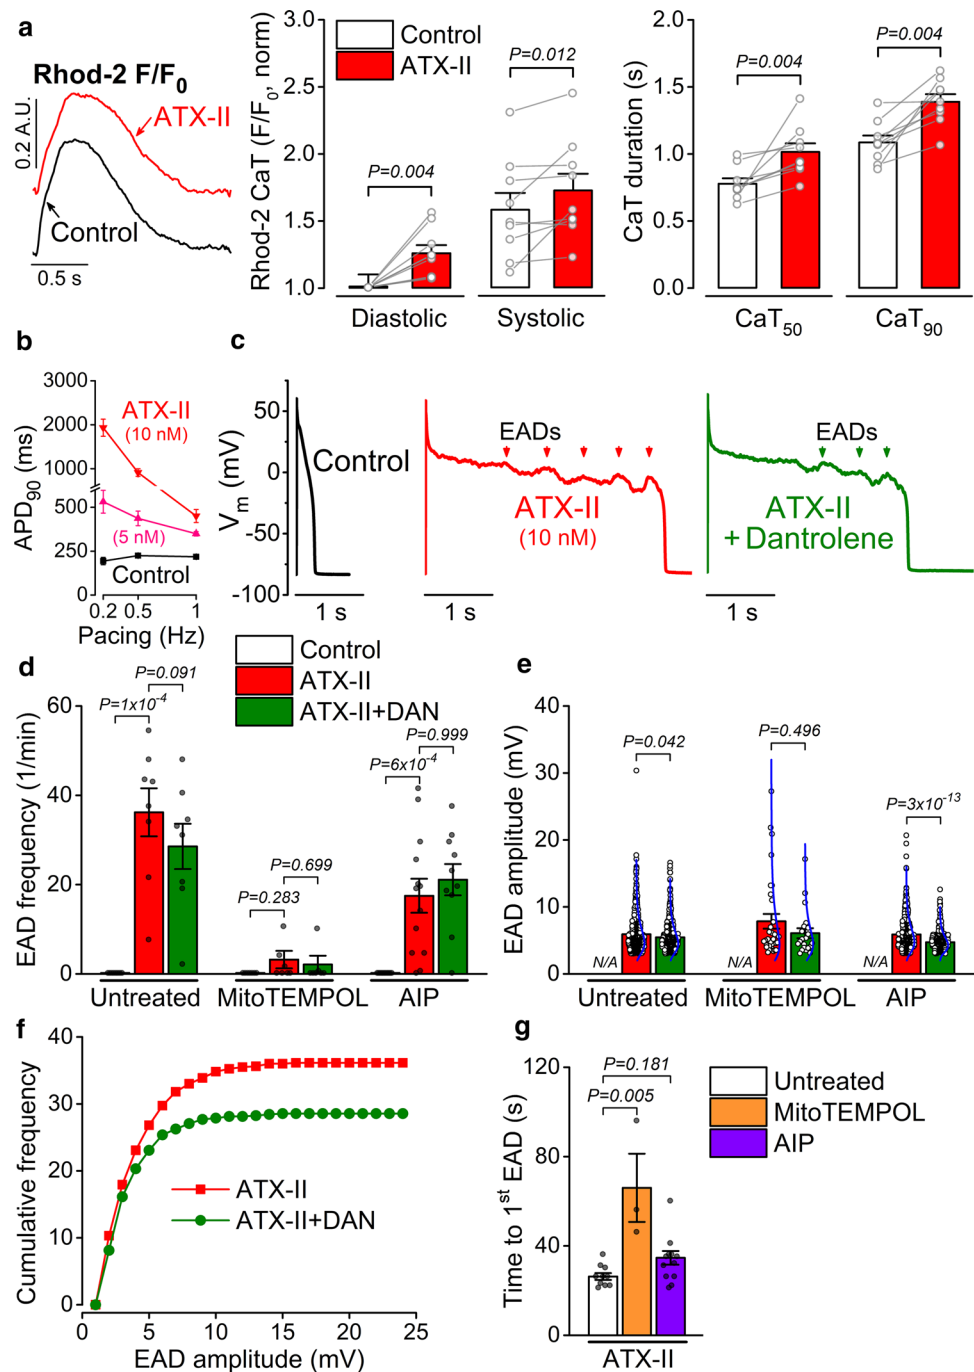 a
Rhod-2 F/F0
0.2 A.U.
ATX-II
Control
0.5 s
Rhod-2 CaT (F/F0, norm)
3.0
2.5
2.0
1.5
1.0
Control
ATX-II
P=0.004
P=0.012
Diastolic
Systolic
CaT duration (s)
2.0
1.5
1.0
0.5
0.0
P=0.004
P=0.004
CaT50
CaT90
b
APD90 (ms)
3000
2000
1000
500
250
0
ATX-II
(10 nM)
(5 nM)
Control
0.2 0.5 1
Pacing (Hz)
c
Vm (mV)
50
0
-50
-100
Control
1 s
EADs
ATX-II
(10 nM)
1 s
EADs
ATX-II
+ Dantrolene
1 s
d
Control
ATX-II
ATX-II+DAN
EAD frequency (1/min)
60
40
20
0
P=1x10-4
P=0.091
P=0.283
P=0.699
P=6x10-4
P=0.999
Untreated
MitoTEMPOL
AIP
e
EAD amplitude (mV)
40
30
20
10
0
P=0.042
P=0.496
P=3x10-13
N/A
N/A
N/A
Untreated
MitoTEMPOL
AIP
f
Cumulative frequency
40
30
20
10
0
ATX-II
ATX-II+DAN
0 5 10 15 20 25
EAD amplitude (mV)
g
Time to 1st EAD (s)
120
80
40
0
P=0.181
P=0.005
Untreated
MitoTEMPOL
AIP
ATX-II